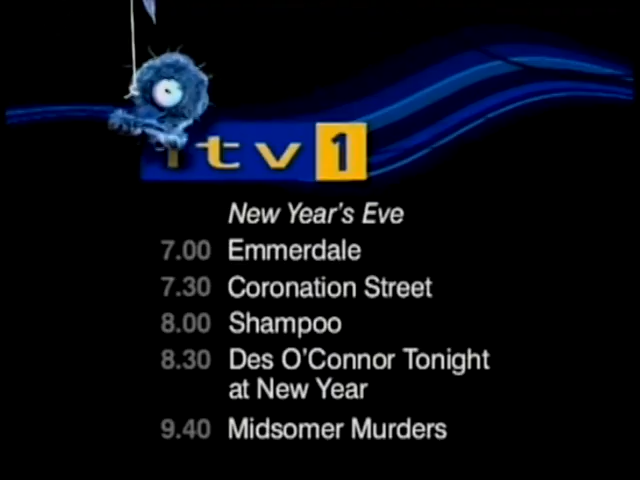 itv1
New Year's Eve
7.00 Emmerdale
7.30 Coronation Street
8.00 Shampoo
8.30 Des O'Connor Tonight
at New Year
9.40 Midsomer Murders